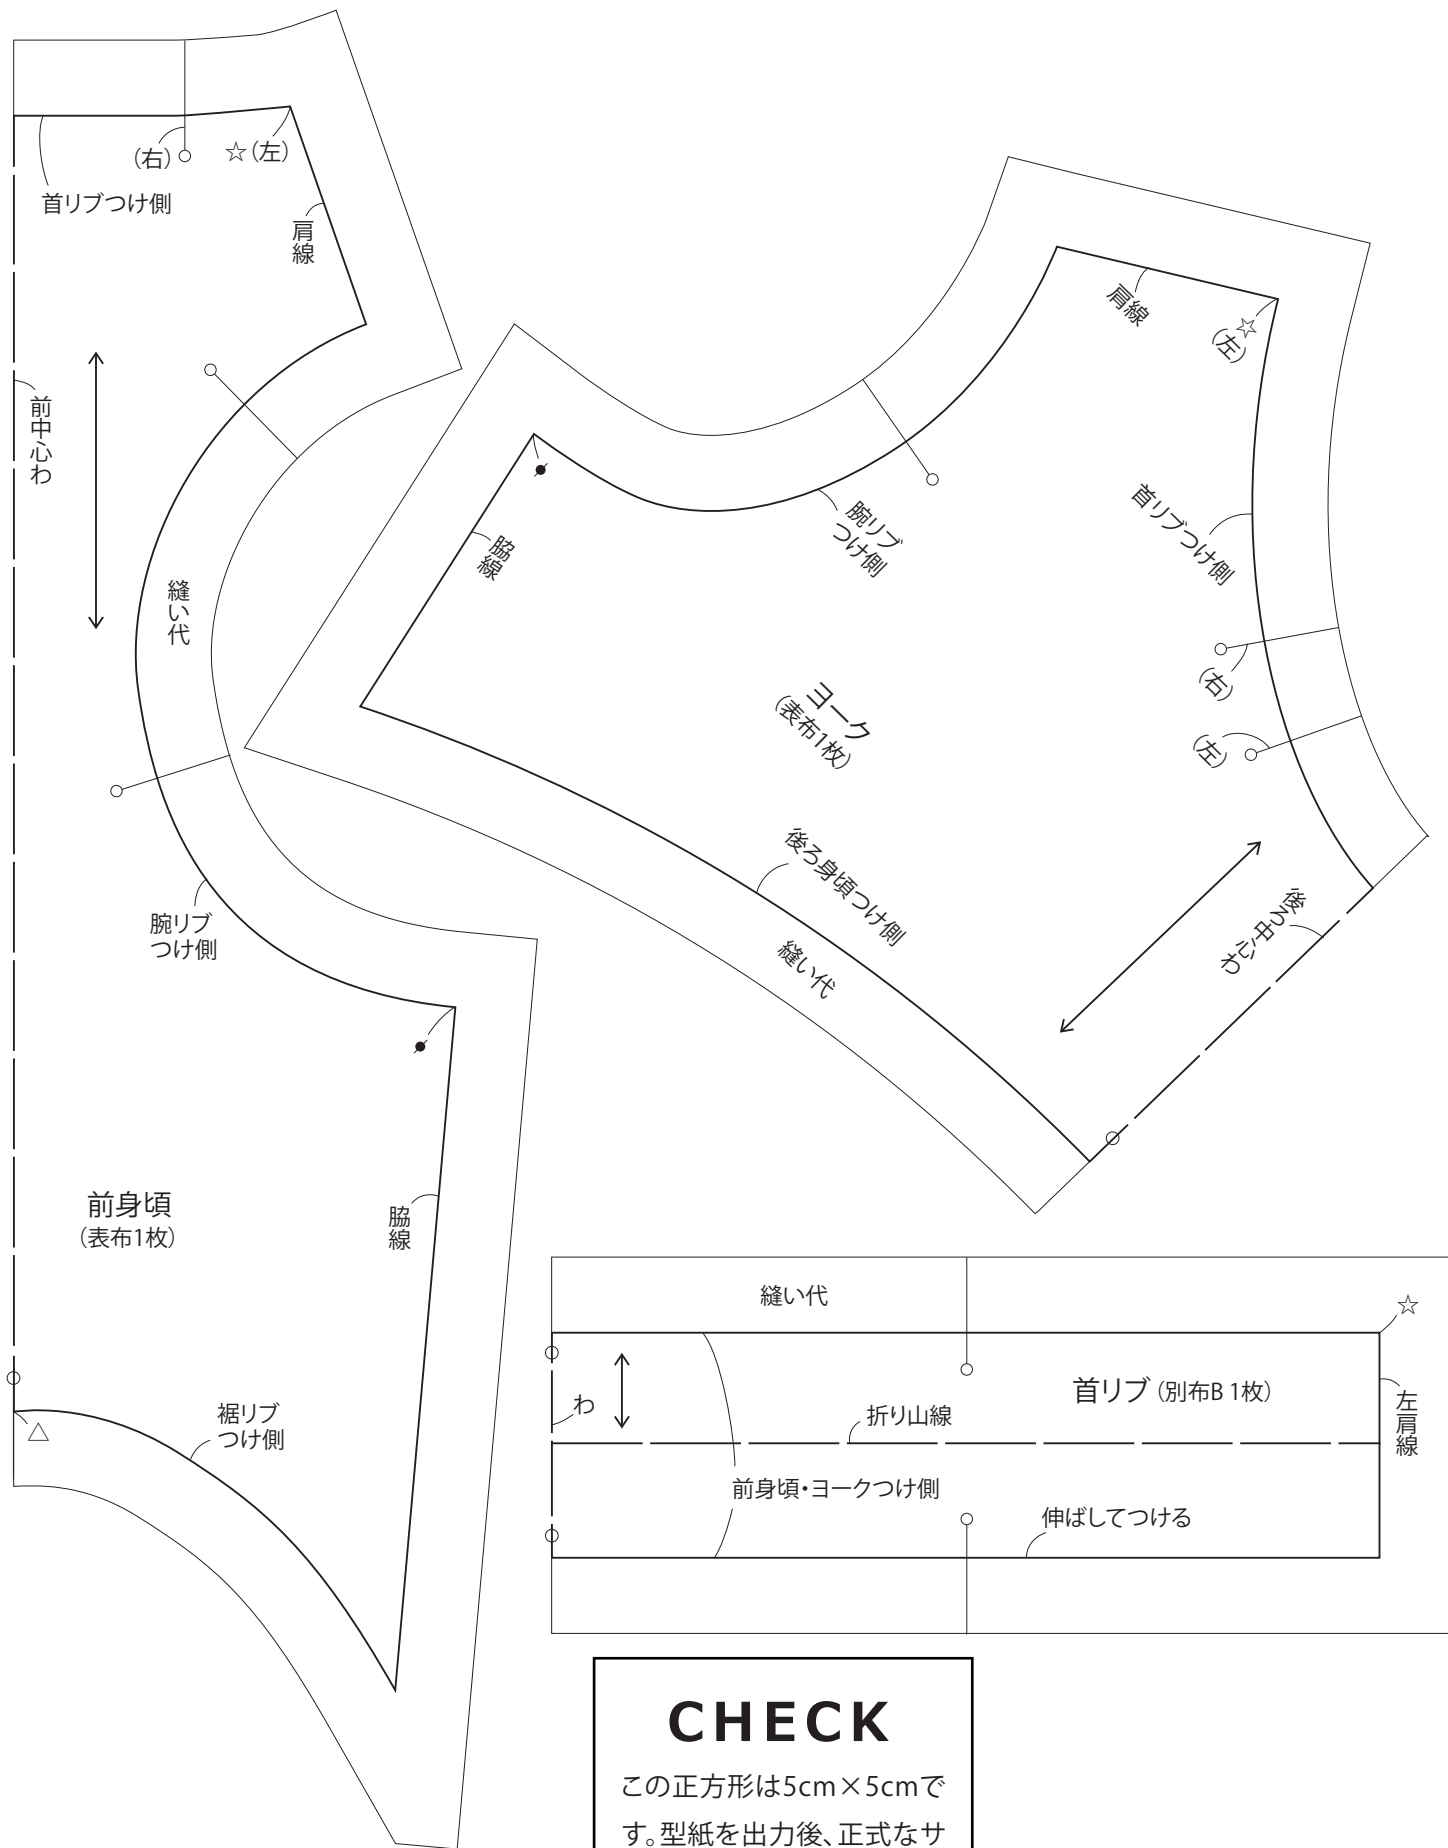 (右)
☆(左)
首リブつけ側
肩線
前中心わ
縫い代
腕リブ
つけ側
前身頃
(表布1枚)
脇線
裾リブ
つけ側
△
肩線
☆
(左)
脇線
腕リブ
つけ側
首リブつけ側
(右)
(左)
ヨーク
(表布1枚)
後ろ身頃つけ側
縫い代
後ろ中心わ
縫い代
☆
わ
首リブ(別布B 1枚)
折り山線
左肩線
前身頃・ヨークつけ側
伸ばしてつける
CHECK
この正方形は5cm×5cmで
す。型紙を出力後、正式なサ